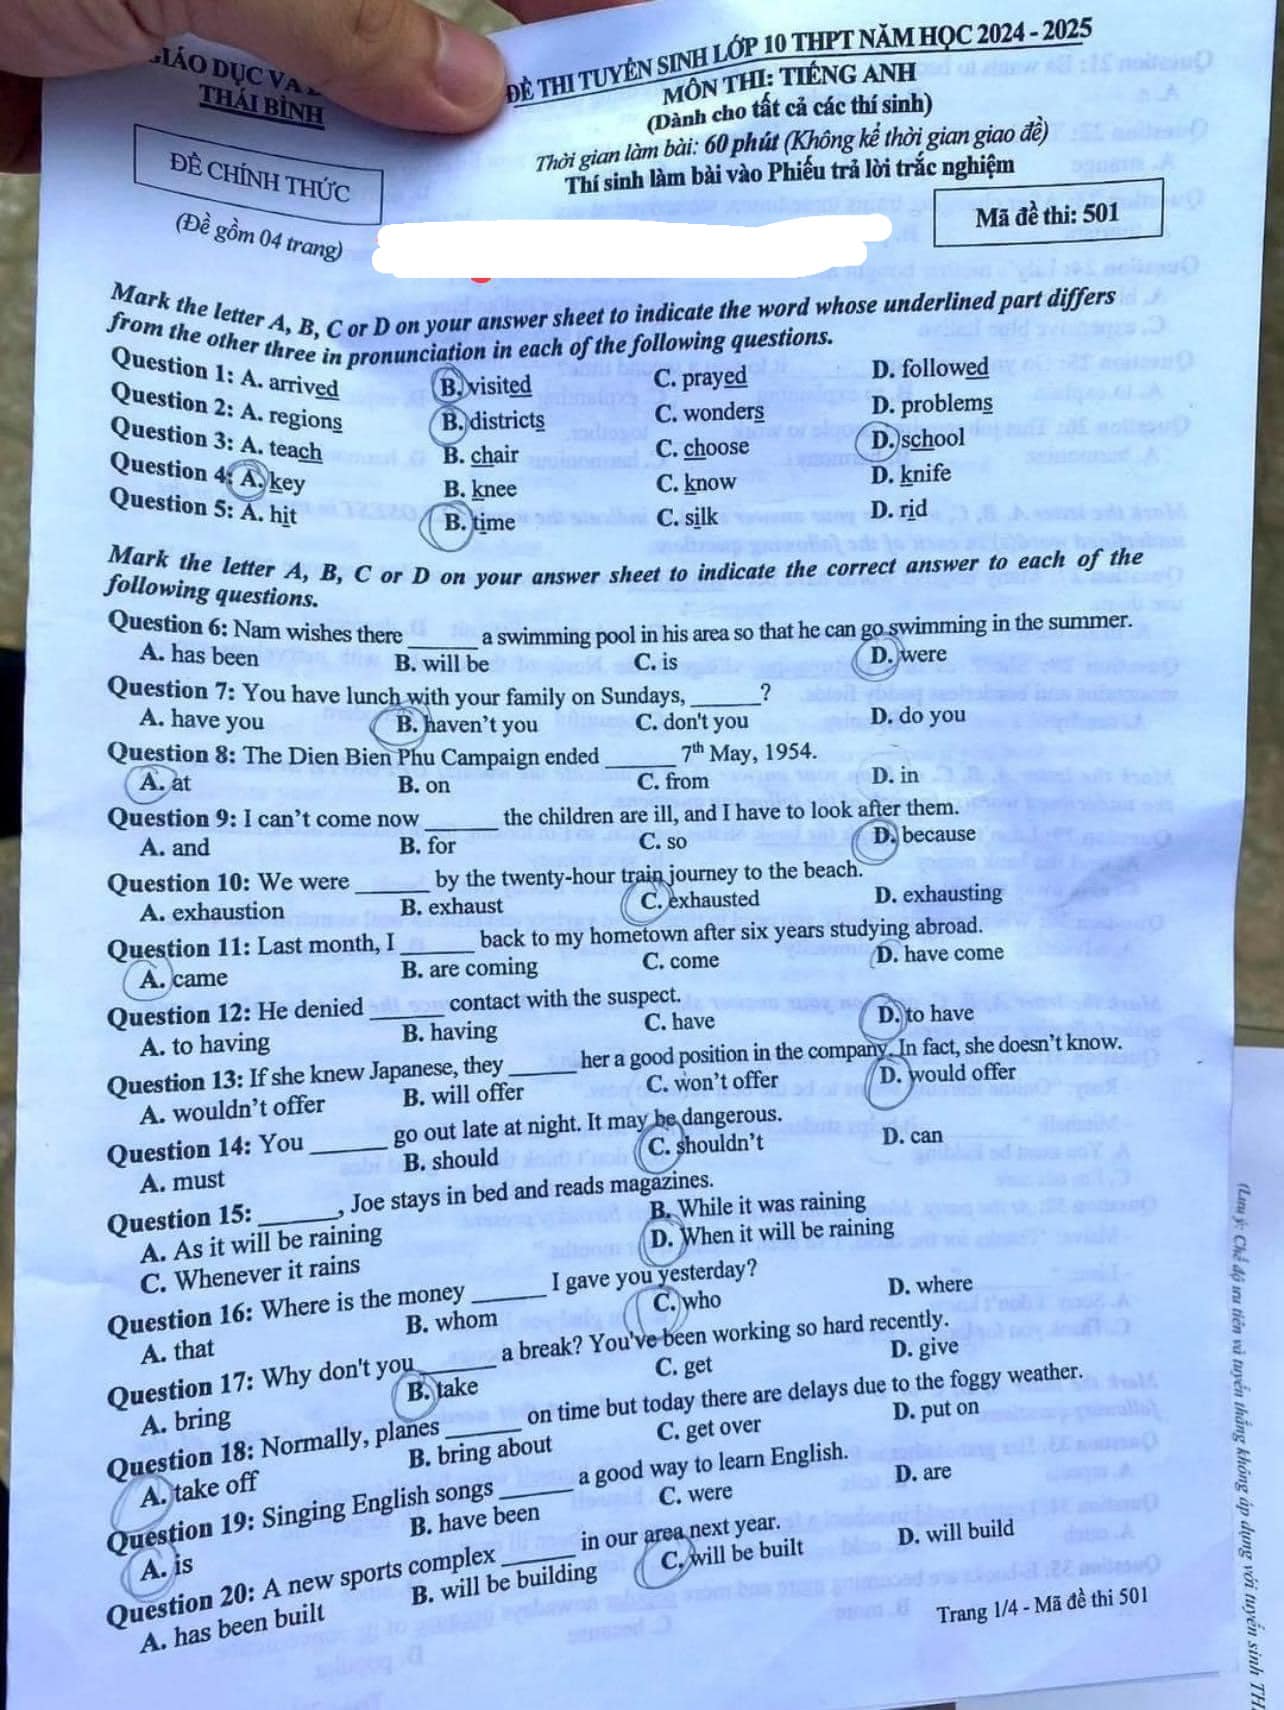 GIÁO DỤC VÀ
THÁI BÌNH
ĐỀ CHÍNH THỨC
(Đề gồm 04 trang)
ĐỀ THI TUYỂN SINH LỚP 10 THPT NĂM HỌC 2024 - 2025
MÔN THI: TIẾNG ANH
(Dành cho tất cả các thí sinh)
Thời gian làm bài: 60 phút (Không kể thời gian giao đề)
Thí sinh làm bài vào Phiếu trả lời trắc nghiệm
Mã đề thi: 501
Mark the letter A, B, C or D on your answer sheet to indicate the word whose underlined part differs
from the other three in pronunciation in each of the following questions.
Question 1: A. arrived B. visited C. prayed D. followed
Question 2: A. regions B. districts C. wonders D. problems
Question 3: A. teach B. chair C. choose D. school
Question 4: A. key B. knee C. know D. knife
Question 5: A. hit B. time C. silk D. rid
Mark the letter A, B, C or D on your answer sheet to indicate the correct answer to each of the
following questions.
Question 6: Nam wishes there ______ a swimming pool in his area so that he can go swimming in the summer.
A. has been B. will be C. is D. were
Question 7: You have lunch with your family on Sundays, ______?
A. have you B. haven't you C. don't you D. do you
Question 8: The Dien Bien Phu Campaign ended ______ 7th May, 1954.
A. at B. on C. from D. in
Question 9: I can't come now ______ the children are ill, and I have to look after them.
A. and B. for C. so D. because
Question 10: We were ______ by the twenty-hour train journey to the beach.
A. exhaustion B. exhaust C. exhausted D. exhausting
Question 11: Last month, I ______ back to my hometown after six years studying abroad.
A. came B. are coming C. come D. have come
Question 12: He denied ______ contact with the suspect.
A. to having B. having C. have D. to have
Question 13: If she knew Japanese, they ______ her a good position in the company. In fact, she doesn't know.
A. wouldn't offer B. will offer C. won't offer D. would offer
Question 14: You ______ go out late at night. It may be dangerous.
A. must B. should C. shouldn't D. can
Question 15: ______, Joe stays in bed and reads magazines.
A. As it will be raining B. While it was raining
C. Whenever it rains D. When it will be raining
Question 16: Where is the money ______ I gave you yesterday?
A. that B. whom C. who D. where
Question 17: Why don't you ______ a break? You've been working so hard recently.
A. bring B. take C. get D. give
Question 18: Normally, planes ______ on time but today there are delays due to the foggy weather.
A. take off B. bring about C. get over D. put on
Question 19: Singing English songs ______ a good way to learn English.
A. is B. have been C. were D. are
Question 20: A new sports complex ______ in our area next year.
A. has been built B. will be building C. will be built D. will build
Trang 1/4 - Mã đề thi 501
(Lưu ý: Chế độ ưu tiên và tuyển thẳng không áp dụng với tuyển sinh